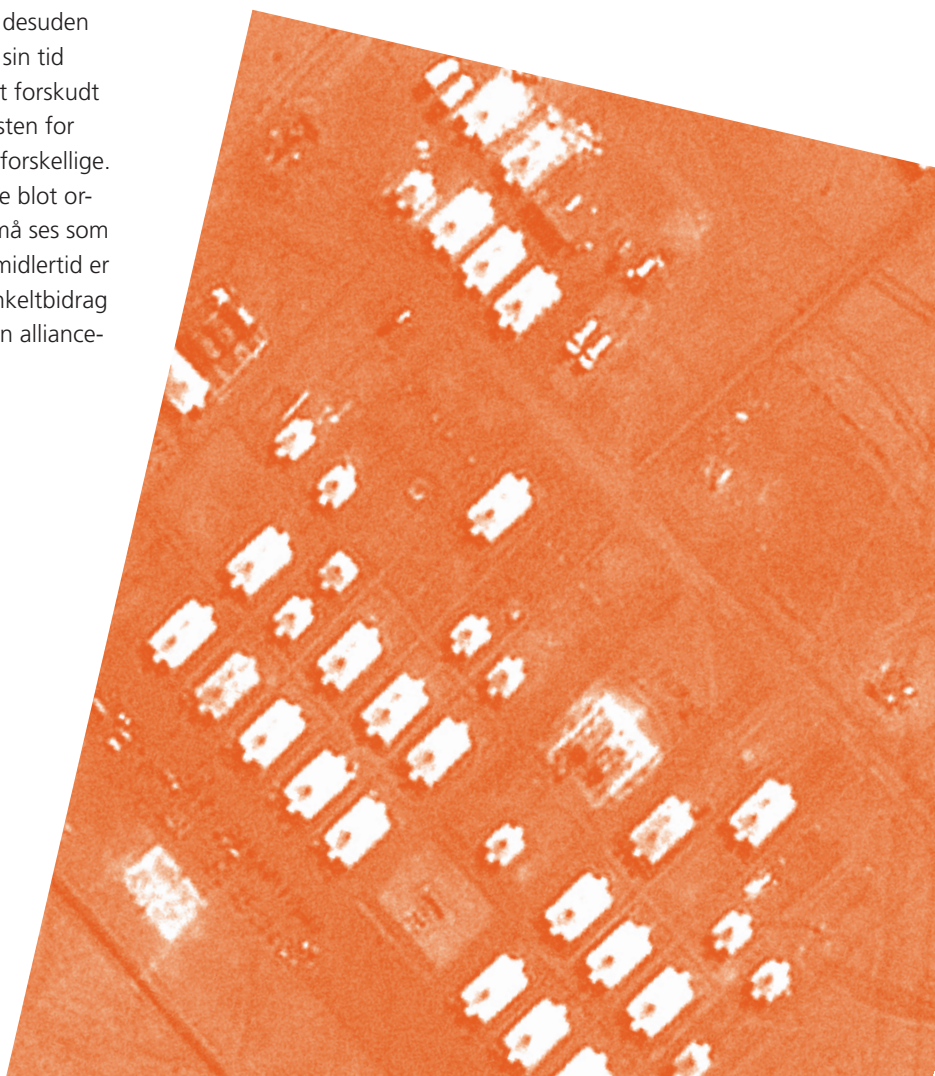 desuden
sin tid
t forskudt
sten for
forskellige.
e blot or-
må ses som
midlertid er
nkeltbidrag
n alliance-